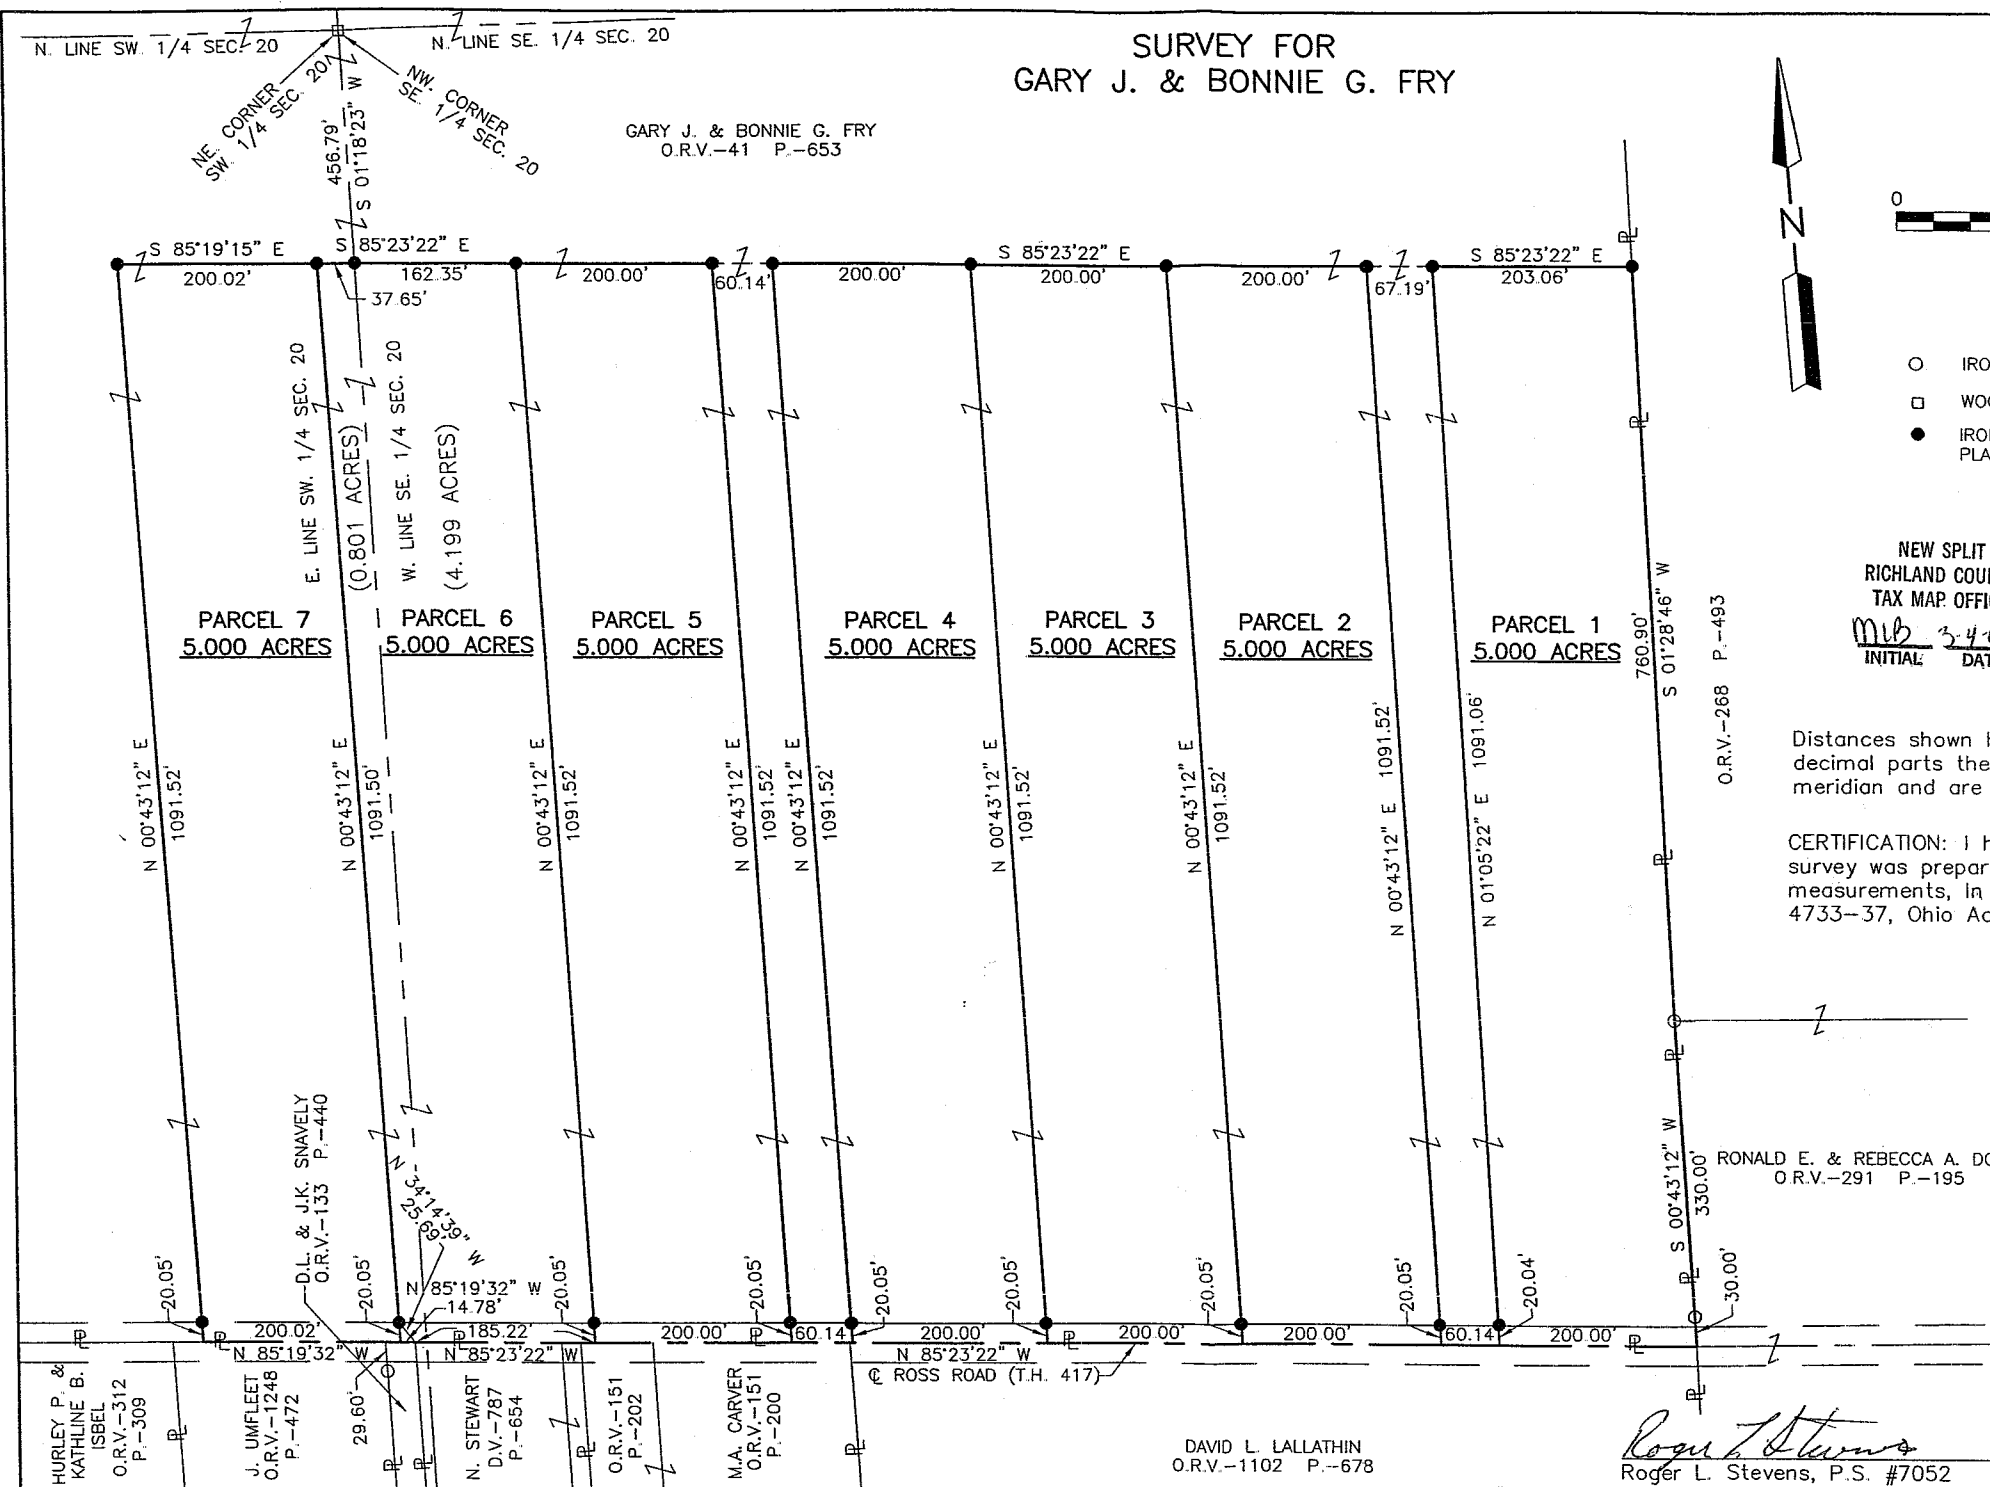 SURVEY FOR
GARY J. & BONNIE G. FRY
N. LINE SW. 1/4 SEC. 20
N. LINE SE. 1/4 SEC. 20
NE. CORNER
SW. 1/4 SEC. 20
NW. CORNER
SE. 1/4 SEC. 20
456.79'
S 01°18'23" W
GARY J. & BONNIE G. FRY
O.R.V.-41 P.-653
N
0
S 85°19'15" E
200.02'
S 85°23'22" E
37.65'
162.35'
200.00'
60.14'
200.00'
S 85°23'22" E
200.00'
200.00'
67.19'
S 85°23'22" E
203.06'
E. LINE SW. 1/4 SEC. 20
(0.801 ACRES)
W. LINE SE. 1/4 SEC. 20
(4.199 ACRES)
PARCEL 7
5.000 ACRES
PARCEL 6
5.000 ACRES
PARCEL 5
5.000 ACRES
PARCEL 4
5.000 ACRES
PARCEL 3
5.000 ACRES
PARCEL 2
5.000 ACRES
PARCEL 1
5.000 ACRES
N 00°43'12" E
1091.52'
N 00°43'12" E
1091.50'
N 00°43'12" E
1091.52'
N 00°43'12" E
1091.52'
N 00°43'12" E
1091.52'
N 00°43'12" E
1091.52'
N 00°43'12" E
1091.52'
N 00°43'12" E 1091.52'
N 01°05'22" E 1091.06'
760.90'
S 01°28'46" W
O.R.V.-268 P.-493
IRO
WOO
IRO
PLA
NEW SPLIT
RICHLAND COU
TAX MAP OFFI
MLB 3-4-
INITIAL DAT
Distances shown
decimal parts the
meridian and are
CERTIFICATION: I h
survey was prepar
measurements, in
4733-37, Ohio Ad
S 00°43'12" W
330.00'
30.00'
RONALD E. & REBECCA A. DO
O.R.V.-291 P.-195
D.L. & J.K. SNAVELY
O.R.V.-133 P.-440
N 34°14'39" W
25.69'
N 85°19'32" W
14.78'
20.05'
20.05'
20.05'
20.05'
20.05'
20.05'
20.05'
20.05'
20.04'
200.02'
N 85°19'32" W
185.22'
N 85°23'22" W
200.00'
60.14'
200.00'
N 85°23'22" W
200.00'
200.00'
60.14'
200.00'
℄ ROSS ROAD (T.H. 417)
29.60'
HURLEY P. &
KATHLINE B.
ISBEL
O.R.V.-312
P.-309
J. UMFLEET
O.R.V.-1248
P.-472
N. STEWART
D.V.-787
P.-654
O.R.V.-151
P.-202
M.A. CARVER
O.R.V.-151
P.-200
DAVID L. LALLATHIN
O.R.V.-1102 P.-678
Roger L. Stevens
Roger L. Stevens, P.S. #7052